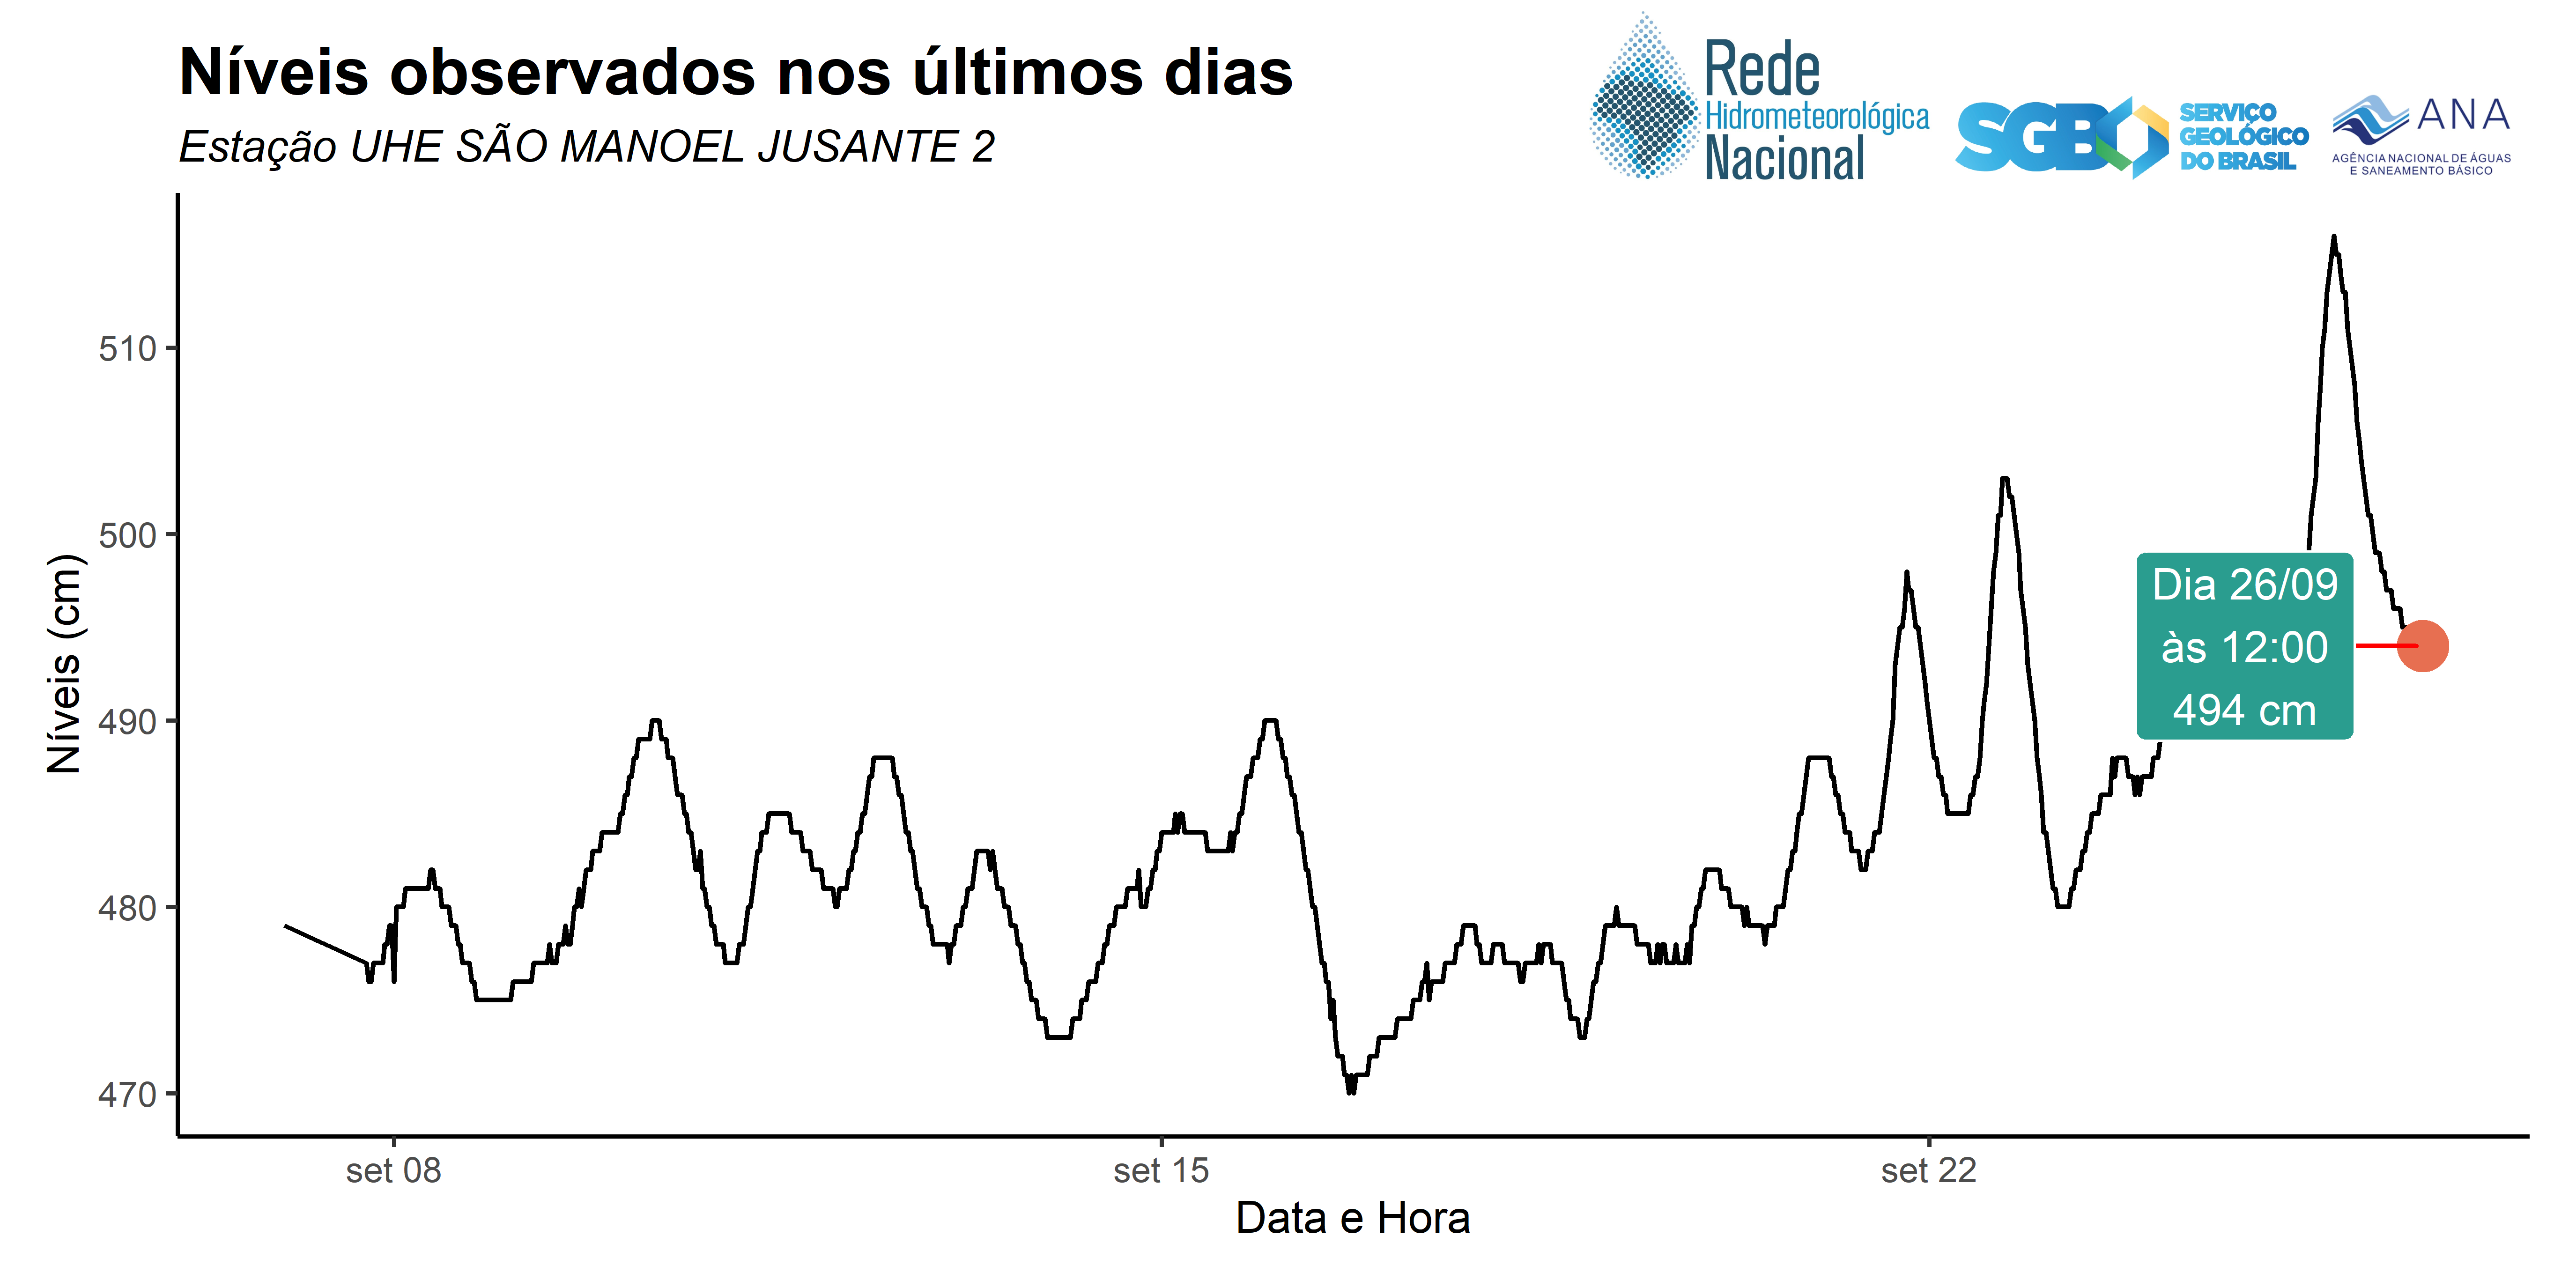 Níveis observados nos últimos dias
Estação UHE SÃO MANOEL JUSANTE 2
Rede
Hidrometeorológica
Nacional
SGB
SERVIÇO
GEOLÓGICO
DO BRASIL
ANA
AGÊNCIA NACIONAL DE ÁGUAS
E SANEAMENTO BÁSICO
Níveis (cm)
510
500
490
480
470
Dia 26/09
às 12:00
494 cm
set 08
set 15
set 22
Data e Hora